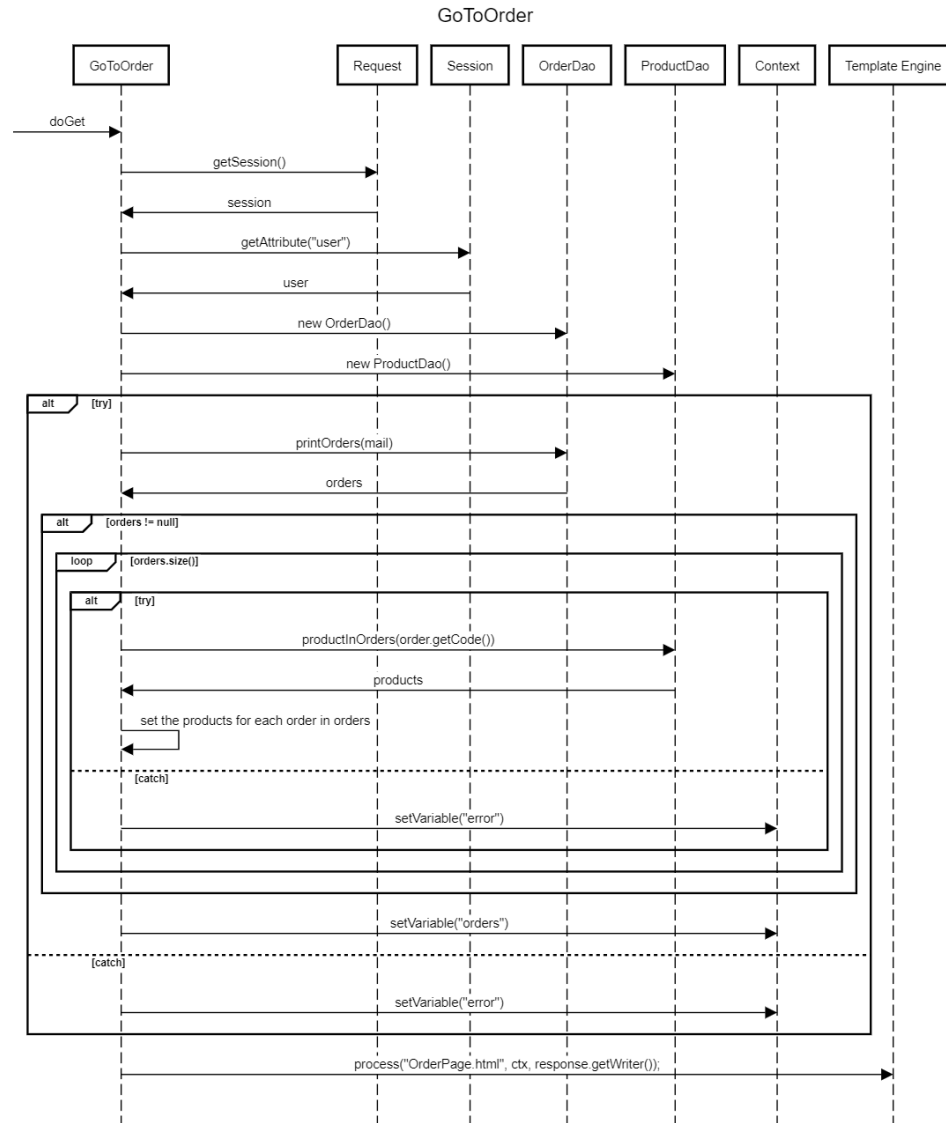 GoToOrder
GoToOrder
Request
Session
OrderDao
ProductDao
Context
Template Engine
doGet
getSession()
session
getAttribute("user")
user
new OrderDao()
new ProductDao()
alt
[try]
printOrders(mail)
orders
alt
[orders != null]
loop
[orders.size()]
alt
[try]
productInOrders(order.getCode())
products
set the products for each order in orders
[catch]
setVariable("error")
setVariable("orders")
[catch]
setVariable("error")
process("OrderPage.html", ctx, response.getWriter());